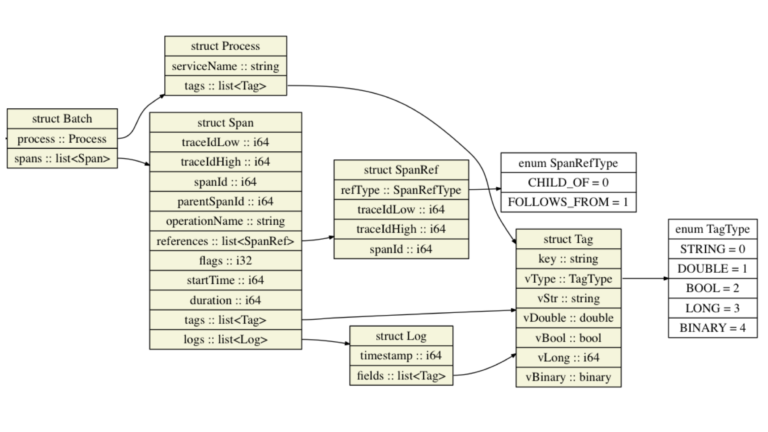 struct Process
serviceName :: string
tags :: list<Tag>
struct Batch
process :: Process
spans :: list<Span>
struct Span
traceIdLow :: i64
traceIdHigh :: i64
spanId :: i64
parentSpanId :: i64
operationName :: string
references :: list<SpanRef>
flags :: i32
startTime :: i64
duration :: i64
tags :: list<Tag>
logs :: list<Log>
struct SpanRef
refType :: SpanRefType
traceIdLow :: i64
traceIdHigh :: i64
spanId :: i64
enum SpanRefType
CHILD_OF = 0
FOLLOWS_FROM = 1
struct Log
timestamp :: i64
fields :: list<Tag>
struct Tag
key :: string
vType :: TagType
vStr :: string
vDouble :: double
vBool :: bool
vLong :: i64
vBinary :: binary
enum TagType
STRING = 0
DOUBLE = 1
BOOL = 2
LONG = 3
BINARY = 4